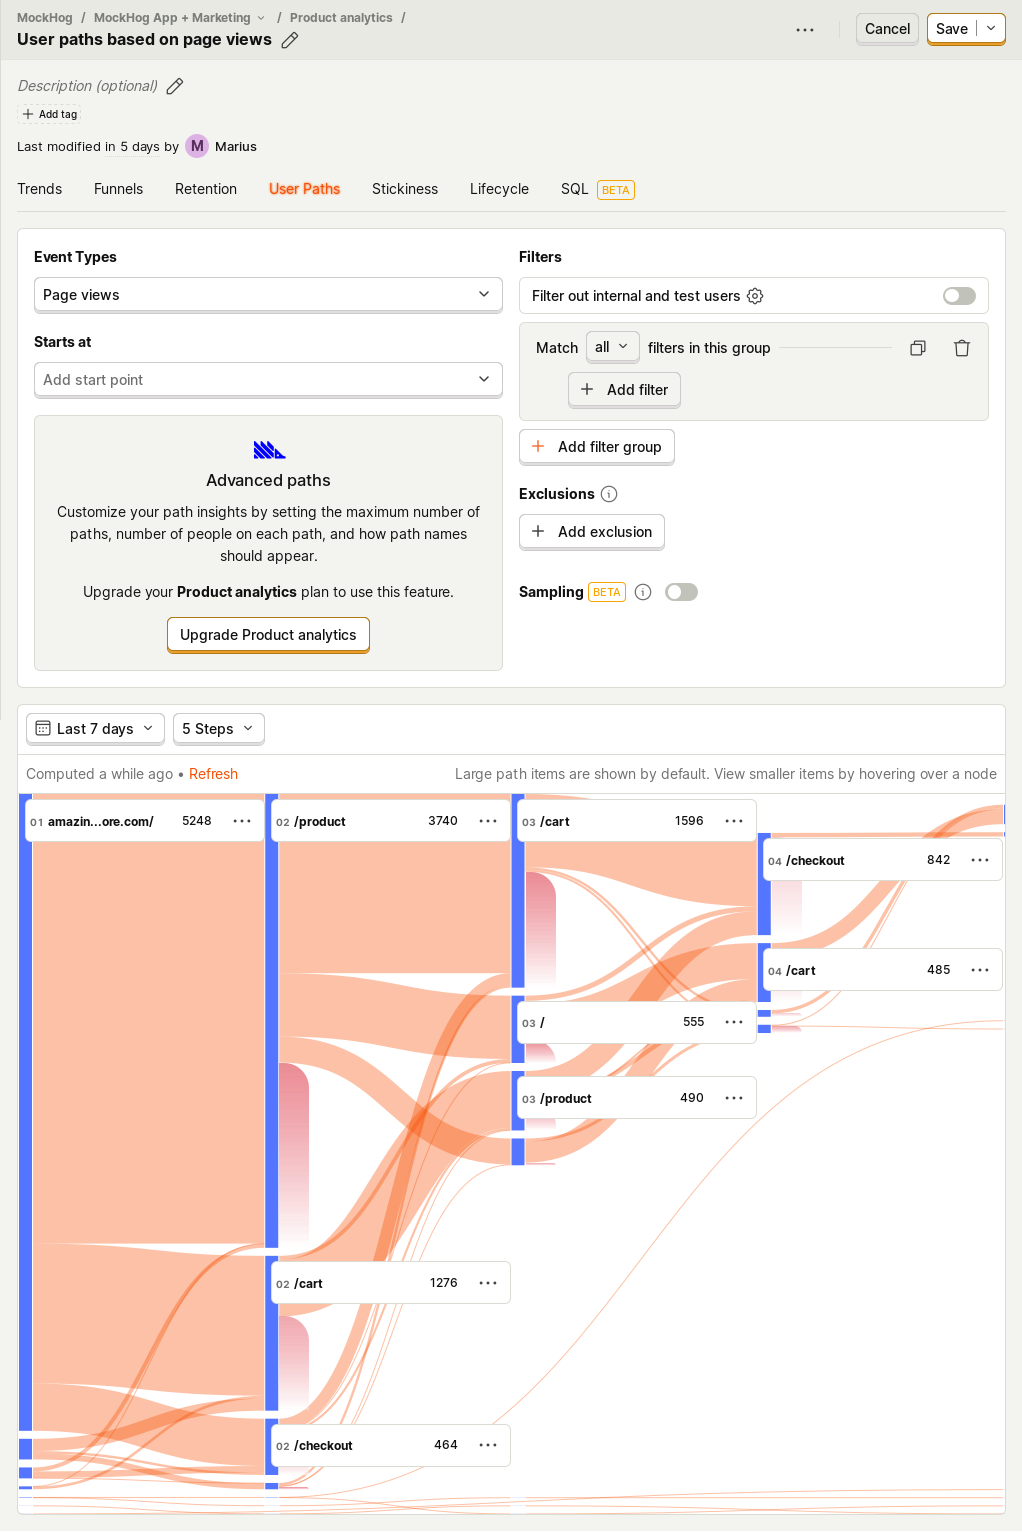 MockHog / MockHog App + Marketing / Product analytics /
User paths based on page views
Cancel
Save
Description (optional)
Add tag
Last modified in 5 days by M Marius
Trends Funnels Retention User Paths Stickiness Lifecycle SQL BETA
Event Types
Page views
Starts at
Add start point
Advanced paths
Customize your path insights by setting the maximum number of
paths, number of people on each path, and how path names
should appear.
Upgrade your Product analytics plan to use this feature.
Upgrade Product analytics
Filters
Filter out internal and test users
Match all filters in this group
Add filter
Add filter group
Exclusions
Add exclusion
Sampling BETA
Last 7 days 5 Steps
Computed a while ago • Refresh
Large path items are shown by default. View smaller items by hovering over a node
01 amazin...ore.com/ 5248
02 /product 3740
03 /cart 1596
04 /checkout 842
04 /cart 485
03 / 555
03 /product 490
02 /cart 1276
02 /checkout 464